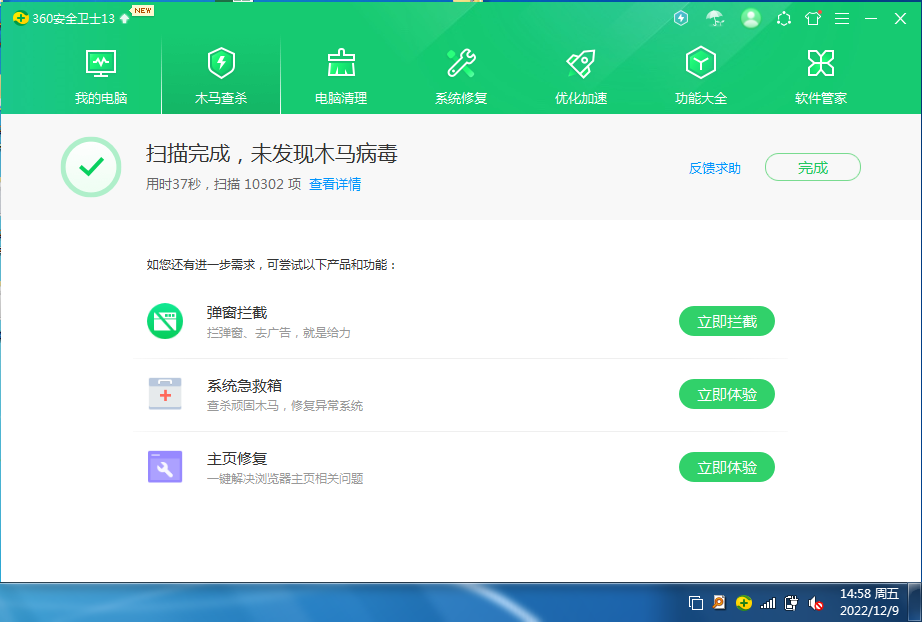 360安全卫士13
NEW
我的电脑
木马查杀
电脑清理
系统修复
优化加速
功能大全
软件管家
扫描完成，未发现木马病毒
用时37秒，扫描 10302 项 查看详情
反馈求助
完成
如您还有进一步需求，可尝试以下产品和功能：
弹窗拦截
拦弹窗、去广告，就是给力
立即拦截
系统急救箱
查杀顽固木马，修复异常系统
立即体验
主页修复
一键解决浏览器主页相关问题
立即体验
14:58 周五
2022/12/9